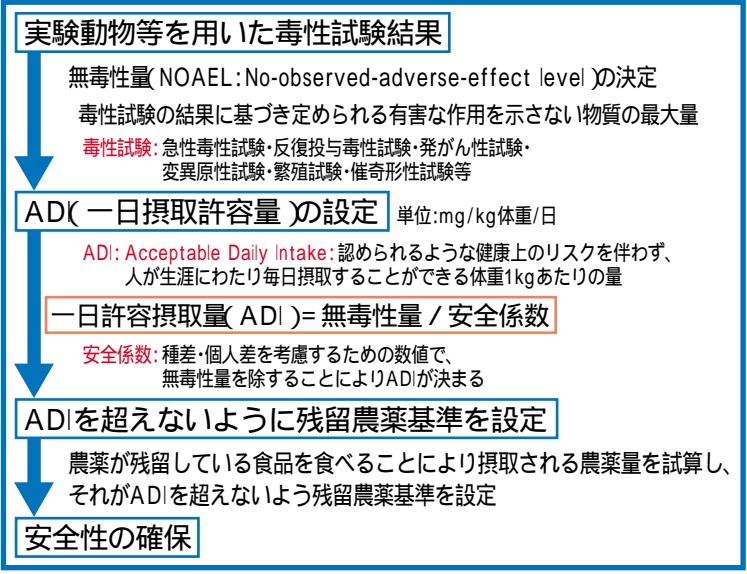 実験動物等を用いた毒性試験結果
無毒性量(NOAEL:No-observed-adverse-effect level)の決定
毒性試験の結果に基づき定められる有害な作用を示さない物質の最大量
毒性試験:急性毒性試験・反復投与毒性試験・発がん性試験・
変異原性試験・繁殖試験・催奇形性試験等
ADI(一日摂取許容量)の設定 単位:mg/kg体重/日
ADI:Acceptable Daily Intake:認められるような健康上のリスクを伴わず、
人が生涯にわたり毎日摂取することができる体重1kgあたりの量
一日許容摂取量(ADI)=無毒性量/安全係数
安全係数:種差・個人差を考慮するための数値で、
無毒性量を除することによりADIが決まる
ADIを超えないように残留農薬基準を設定
農薬が残留している食品を食べることにより摂取される農薬量を試算し、
それがADIを超えないよう残留農薬基準を設定
安全性の確保